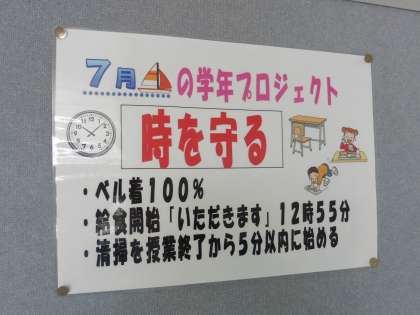 7月の学年プロジェクト
時を守る
・ベル着100%
・給食開始「いただきます」12時55分
・清掃を授業終了から5分以内に始める